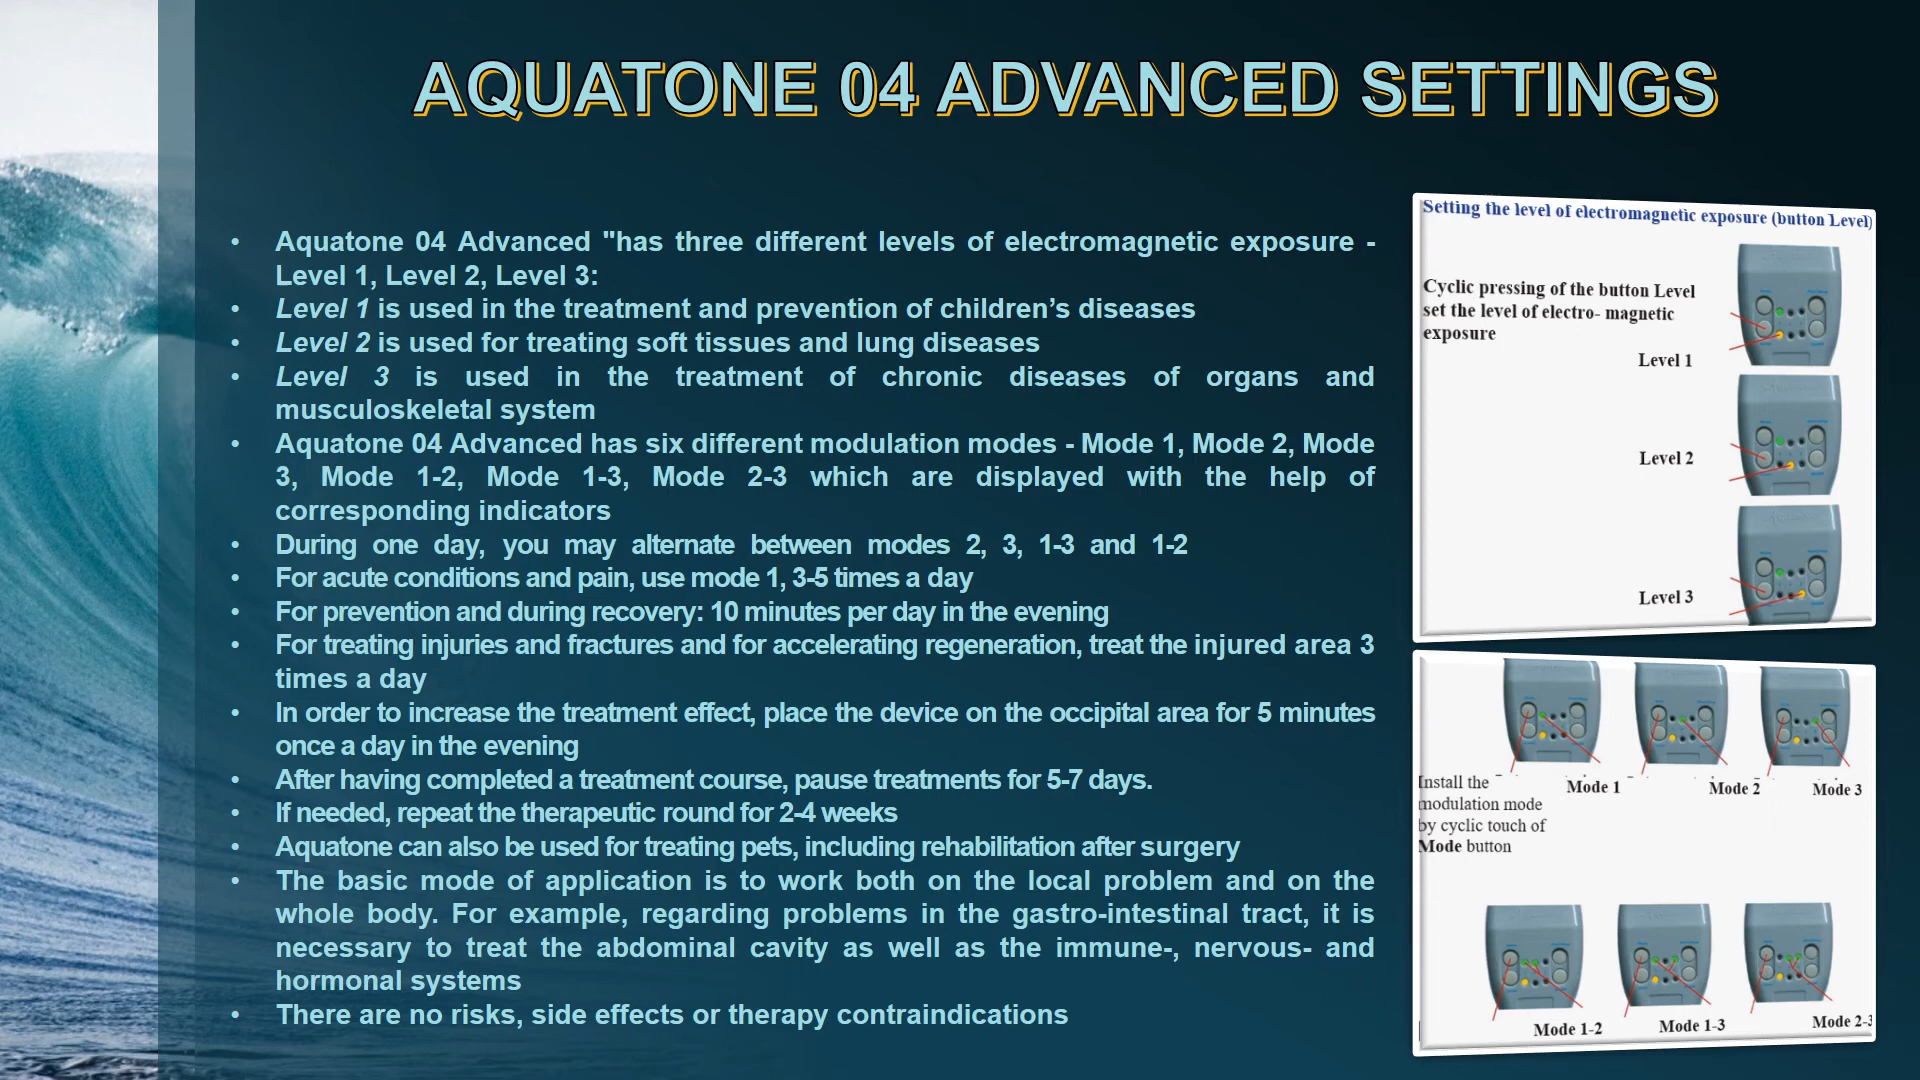 AQUATONE 04 ADVANCED SETTINGS
• Aquatone 04 Advanced "has three different levels of electromagnetic exposure -
Level 1, Level 2, Level 3:
• Level 1 is used in the treatment and prevention of children’s diseases
• Level 2 is used for treating soft tissues and lung diseases
• Level 3 is used in the treatment of chronic diseases of organs and
musculoskeletal system
• Aquatone 04 Advanced has six different modulation modes - Mode 1, Mode 2, Mode
3, Mode 1-2, Mode 1-3, Mode 2-3 which are displayed with the help of
corresponding indicators
• During one day, you may alternate between modes 2, 3, 1-3 and 1-2
• For acute conditions and pain, use mode 1, 3-5 times a day
• For prevention and during recovery: 10 minutes per day in the evening
• For treating injuries and fractures and for accelerating regeneration, treat the injured area 3
times a day
• In order to increase the treatment effect, place the device on the occipital area for 5 minutes
once a day in the evening
• After having completed a treatment course, pause treatments for 5-7 days.
• If needed, repeat the therapeutic round for 2-4 weeks
• Aquatone can also be used for treating pets, including rehabilitation after surgery
• The basic mode of application is to work both on the local problem and on the
whole body. For example, regarding problems in the gastro-intestinal tract, it is
necessary to treat the abdominal cavity as well as the immune-, nervous- and
hormonal systems
• There are no risks, side effects or therapy contraindications
Setting the level of electromagnetic exposure (button Level)
Cyclic pressing of the button Level
set the level of electro- magnetic
exposure
Level 1
Level 2
Level 3
Mode 1
Mode 2
Mode 3
Install the
modulation mode
by cyclic touch of
Mode button
Mode 1-2
Mode 1-3
Mode 2-3